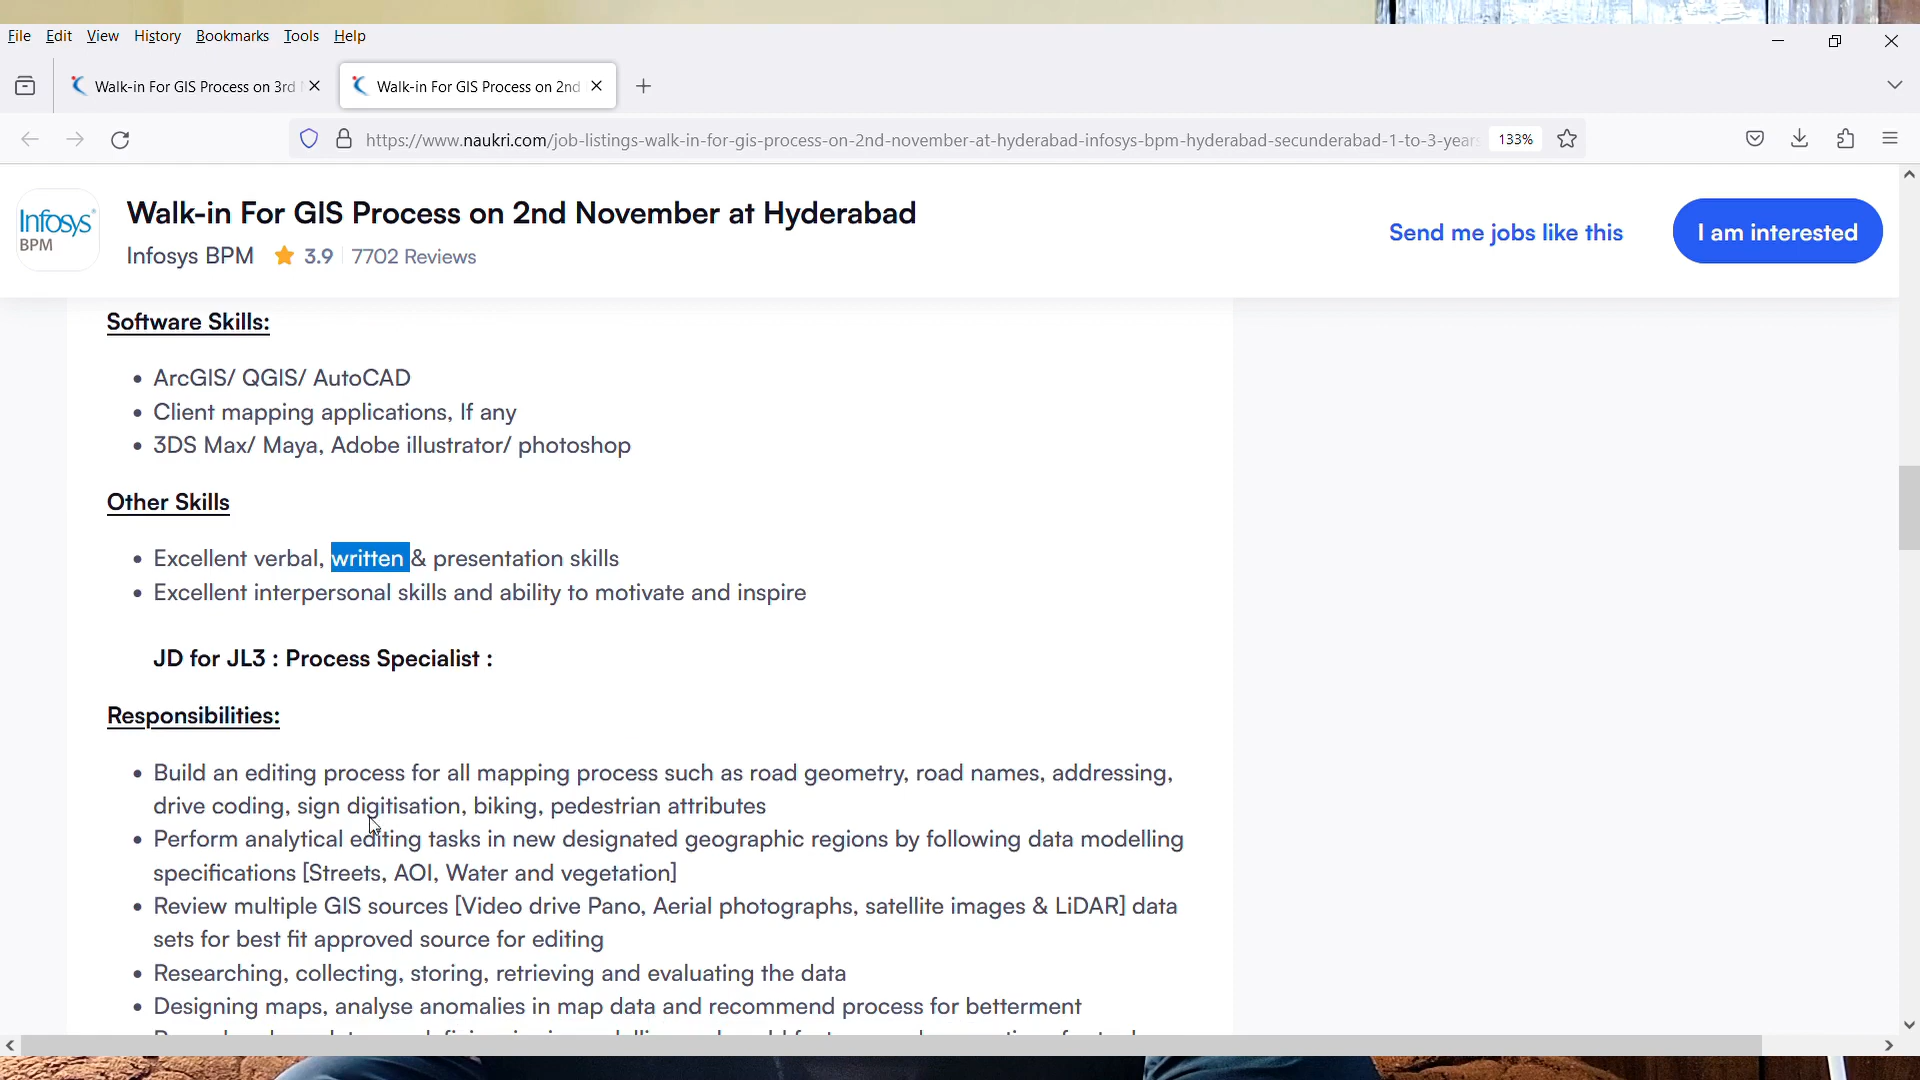 File Edit View History Bookmarks Tools Help
Walk-in For GIS Process on 3rd
Walk-in For GIS Process on 2nd
https://www.naukri.com/job-listings-walk-in-for-gis-process-on-2nd-november-at-hyderabad-infosys-bpm-hyderabad-secunderabad-1-to-3-years
133%
Infosys
BPM
Walk-in For GIS Process on 2nd November at Hyderabad
Infosys BPM 3.9 7702 Reviews
Send me jobs like this
I am interested
Software Skills:
• ArcGIS/ QGIS/ AutoCAD
• Client mapping applications, If any
• 3DS Max/ Maya, Adobe illustrator/ photoshop
Other Skills
• Excellent verbal, written & presentation skills
• Excellent interpersonal skills and ability to motivate and inspire
JD for JL3 : Process Specialist :
Responsibilities:
• Build an editing process for all mapping process such as road geometry, road names, addressing,
drive coding, sign digitisation, biking, pedestrian attributes
• Perform analytical editing tasks in new designated geographic regions by following data modelling
specifications [Streets, AOI, Water and vegetation]
• Review multiple GIS sources [Video drive Pano, Aerial photographs, satellite images & LiDAR] data
sets for best fit approved source for editing
• Researching, collecting, storing, retrieving and evaluating the data
• Designing maps, analyse anomalies in map data and recommend process for betterment